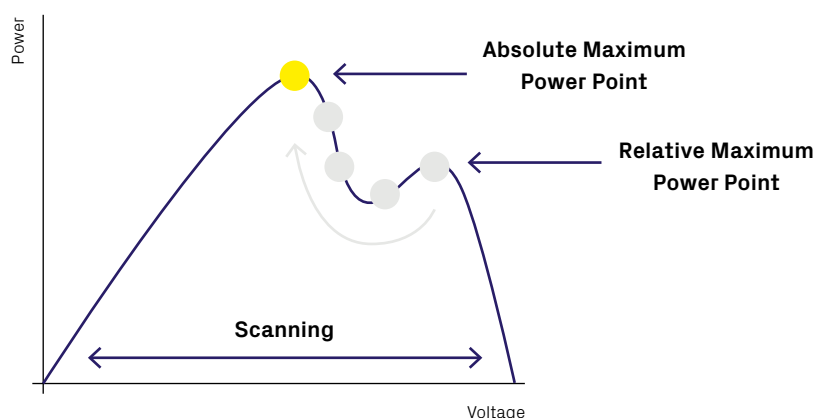 Power
Absolute Maximum
Power Point
Relative Maximum
Power Point
Scanning
Voltage